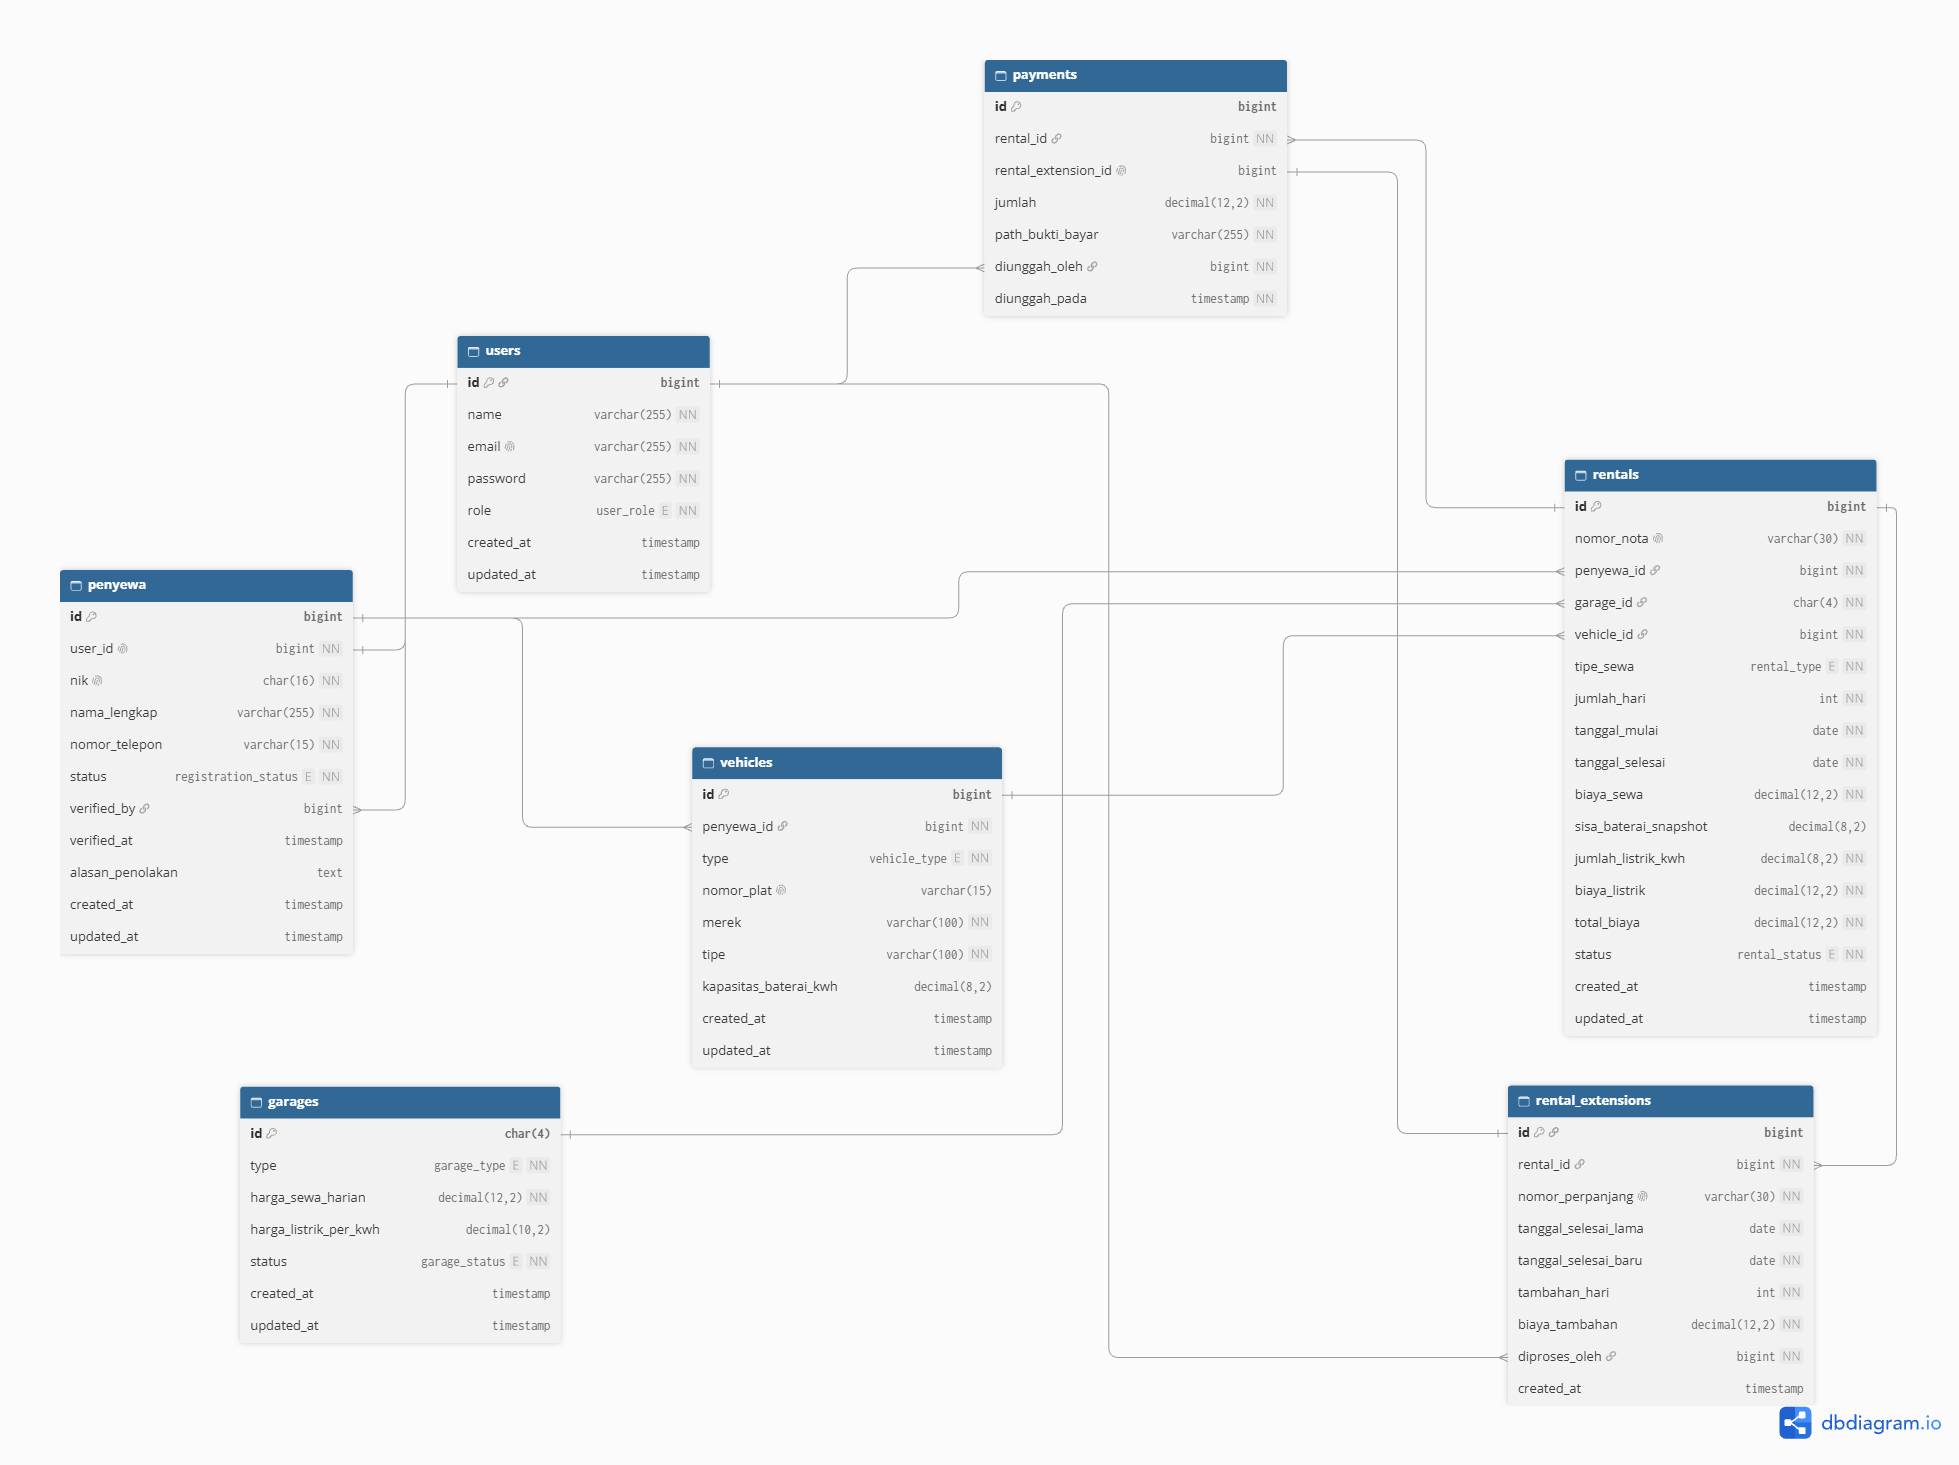 payments
id bigint
rental_id bigint NN
rental_extension_id bigint
jumlah decimal(12,2) NN
path_bukti_bayar varchar(255) NN
diunggah_oleh bigint NN
diunggah_pada timestamp NN
users
id bigint
name varchar(255) NN
email varchar(255) NN
password varchar(255) NN
role user_role E NN
created_at timestamp
updated_at timestamp
rentals
id bigint
nomor_nota varchar(30) NN
penyewa_id bigint NN
garage_id char(4) NN
vehicle_id bigint NN
tipe_sewa rental_type E NN
jumlah_hari int NN
tanggal_mulai date NN
tanggal_selesai date NN
biaya_sewa decimal(12,2) NN
sisa_baterai_snapshot decimal(8,2)
jumlah_listrik_kwh decimal(8,2) NN
biaya_listrik decimal(12,2) NN
total_biaya decimal(12,2) NN
status rental_status E NN
created_at timestamp
updated_at timestamp
penyewa
id bigint
user_id bigint NN
nik char(16) NN
nama_lengkap varchar(255) NN
nomor_telepon varchar(15) NN
status registration_status E NN
verified_by bigint
verified_at timestamp
alasan_penolakan text
created_at timestamp
updated_at timestamp
vehicles
id bigint
penyewa_id bigint NN
type vehicle_type E NN
nomor_plat varchar(15)
merek varchar(100) NN
tipe varchar(100) NN
kapasitas_baterai_kwh decimal(8,2)
created_at timestamp
updated_at timestamp
garages
id char(4)
type garage_type E NN
harga_sewa_harian decimal(12,2) NN
harga_listrik_per_kwh decimal(10,2)
status garage_status E NN
created_at timestamp
updated_at timestamp
rental_extensions
id bigint
rental_id bigint NN
nomor_perpanjang varchar(30) NN
tanggal_selesai_lama date NN
tanggal_selesai_baru date NN
tambahan_hari int NN
biaya_tambahan decimal(12,2) NN
diproses_oleh bigint NN
created_at timestamp
dbdiagram.io